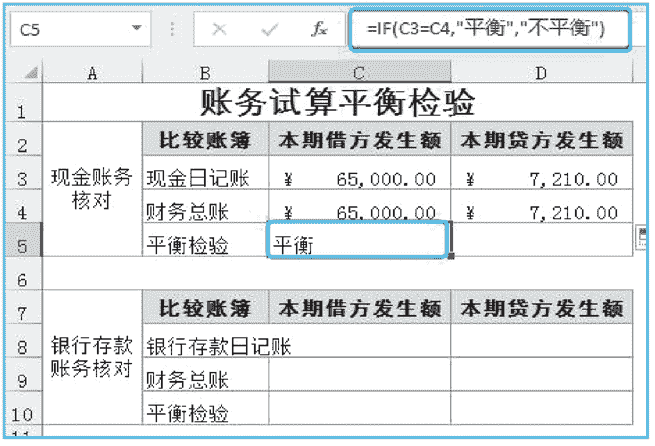 C5 fx =IF(C3=C4,"平衡","不平衡")
A B C D
1 账务试算平衡检验
2 比较账簿 本期借方发生额 本期贷方发生额
现金账务核对
3 现金日记账 ¥ 65,000.00 ¥ 7,210.00
4 财务总账 ¥ 65,000.00 ¥ 7,210.00
5 平衡检验 平衡
6
7 比较账簿 本期借方发生额 本期贷方发生额
银行存款账务核对
8 银行存款日记账
9 财务总账
10 平衡检验
11